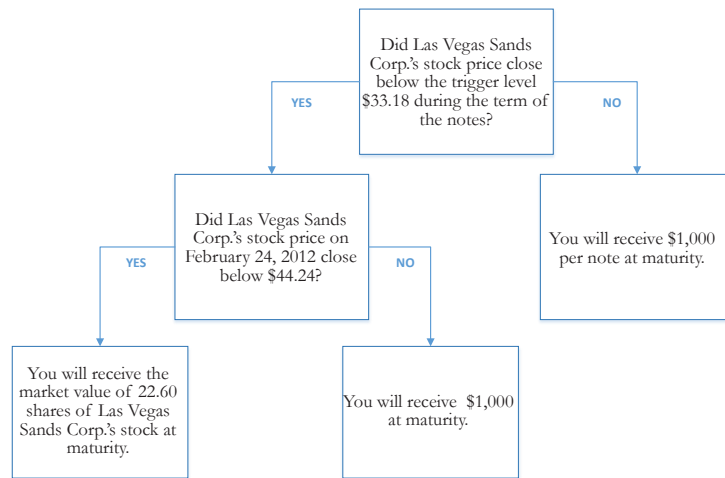 Did Las Vegas Sands
Corp.'s stock price close
below the trigger level
$33.18 during the term of
the notes?
YES
NO
Did Las Vegas Sands
Corp.'s stock price on
February 24, 2012 close
below $44.24?
You will receive $1,000
per note at maturity.
YES
NO
You will receive the
market value of 22.60
shares of Las Vegas
Sands Corp.'s stock at
maturity.
You will receive $1,000
at maturity.